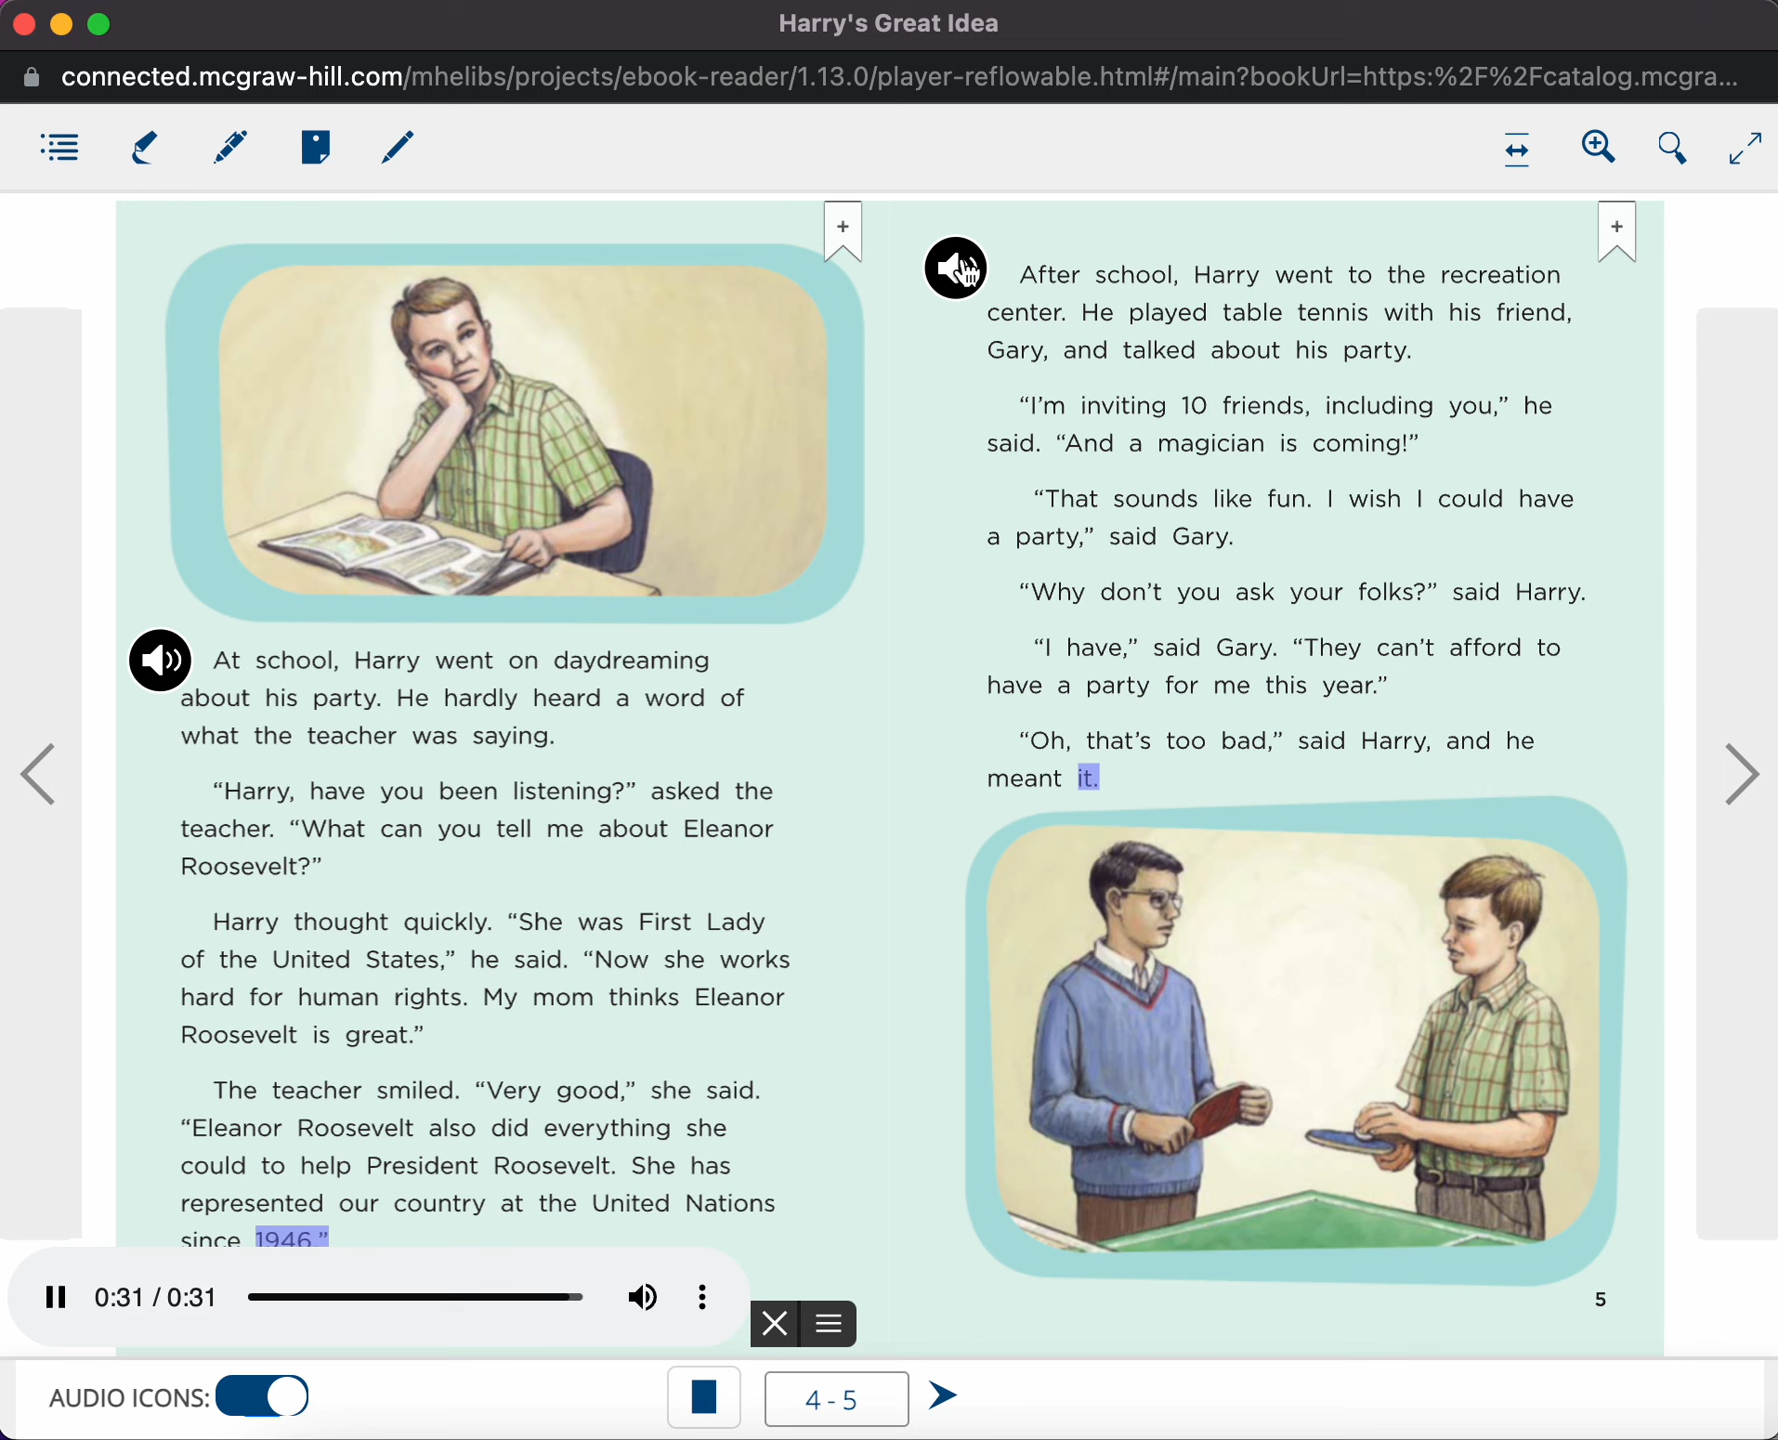 Harry's Great Idea
connected.mcgraw-hill.com/mhelibs/projects/ebook-reader/1.13.0/player-reflowable.html#/main?bookUrl=https:%2F%2Fcatalog.mcgra...
At school, Harry went on daydreaming
about his party. He hardly heard a word of
what the teacher was saying.
“Harry, have you been listening?” asked the
teacher. “What can you tell me about Eleanor
Roosevelt?”
Harry thought quickly. “She was First Lady
of the United States,” he said. “Now she works
hard for human rights. My mom thinks Eleanor
Roosevelt is great.”
The teacher smiled. “Very good,” she said.
“Eleanor Roosevelt also did everything she
could to help President Roosevelt. She has
represented our country at the United Nations
since 1946.”
After school, Harry went to the recreation
center. He played table tennis with his friend,
Gary, and talked about his party.
“I’m inviting 10 friends, including you,” he
said. “And a magician is coming!”
“That sounds like fun. I wish I could have
a party,” said Gary.
“Why don’t you ask your folks?” said Harry.
“I have,” said Gary. “They can’t afford to
have a party for me this year.”
“Oh, that’s too bad,” said Harry, and he
meant it.
5
0:31 / 0:31
AUDIO ICONS:
4 - 5